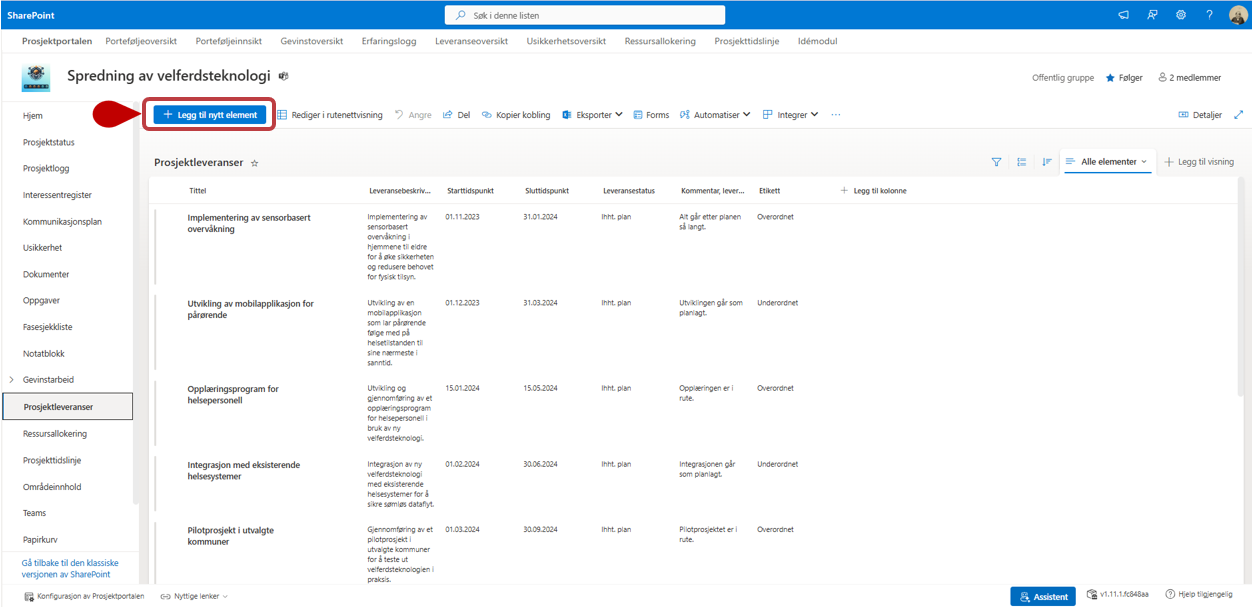 SharePoint
Søk i denne listen
Prosjektportalen Porteføljeoversikt Porteføljeinnsikt Gevinstoversikt Erfaringslogg Leveranseoversikt Usikkerhetsoversikt Ressursallokering Prosjekttidslinje Idémodul
Spredning av velferdsteknologi
Offentlig gruppe Følger 2 medlemmer
Hjem
Prosjektstatus
Prosjektlogg
Interessentregister
Kommunikasjonsplan
Usikkerhet
Dokumenter
Oppgaver
Fasesjekkliste
Notatblokk
Gevinstarbeid
Prosjektleveranser
Ressursallokering
Prosjekttidslinje
Områdeinnhold
Teams
Papirkurv
Gå tilbake til den klassiske
versjonen av SharePoint
Legg til nytt element Rediger i rutenettvisning Angre Del Kopier kobling Eksporter Forms Automatiser Integrer ... Detaljer
Prosjektleveranser
Alle elementer Legg til visning
Tittel Leveransebeskriv... Starttidspunkt Sluttidspunkt Leveransestatus Kommentar, lever... Etikett Legg til kolonne
Implementering av sensorbasert
overvåkning
Implementering av
sensorbasert
overvåkning i
hjemmene til eldre
for å øke sikkerheten
og redusere behovet
for fysisk tilsyn.
01.11.2023
31.01.2024
Ihht. plan
Alt går etter planen
så langt.
Overordnet
Utvikling av mobilapplikasjon for
pårørende
Utvikling av en
mobilapplikasjon
som lar pårørende
følge med på
helsetilstanden til
sine nærmeste i
sanntid.
01.12.2023
31.03.2024
Ihht. plan
Utviklingen går som
planlagt.
Underordnet
Opplæringsprogram for
helsepersonell
Utvikling og
gjennomføring av et
opplæringsprogram
for helsepersonell i
bruk av ny
velferdsteknologi.
15.01.2024
15.05.2024
Ihht. plan
Opplæringen er i
rute.
Overordnet
Integrasjon med eksisterende
helsesystemer
Integrasjon av ny
velferdsteknologi
med eksisterende
helsesystemer for å
sikre sømløs dataflyt.
01.02.2024
30.06.2024
Ihht. plan
Integrasjonen går
som planlagt.
Underordnet
Pilotprosjekt i utvalgte
kommuner
Gjennomføring av et
pilotprosjekt i
utvalgte kommuner
for å teste ut
velferdsteknologien i
praksis.
01.03.2024
30.09.2024
Ihht. plan
Pilotprosjektet er i
rute.
Overordnet
Konfigurasjon av Prosjektportalen Nyttige lenker
Assistent v1.11.1.fc848aa Hjelp tilgjengelig